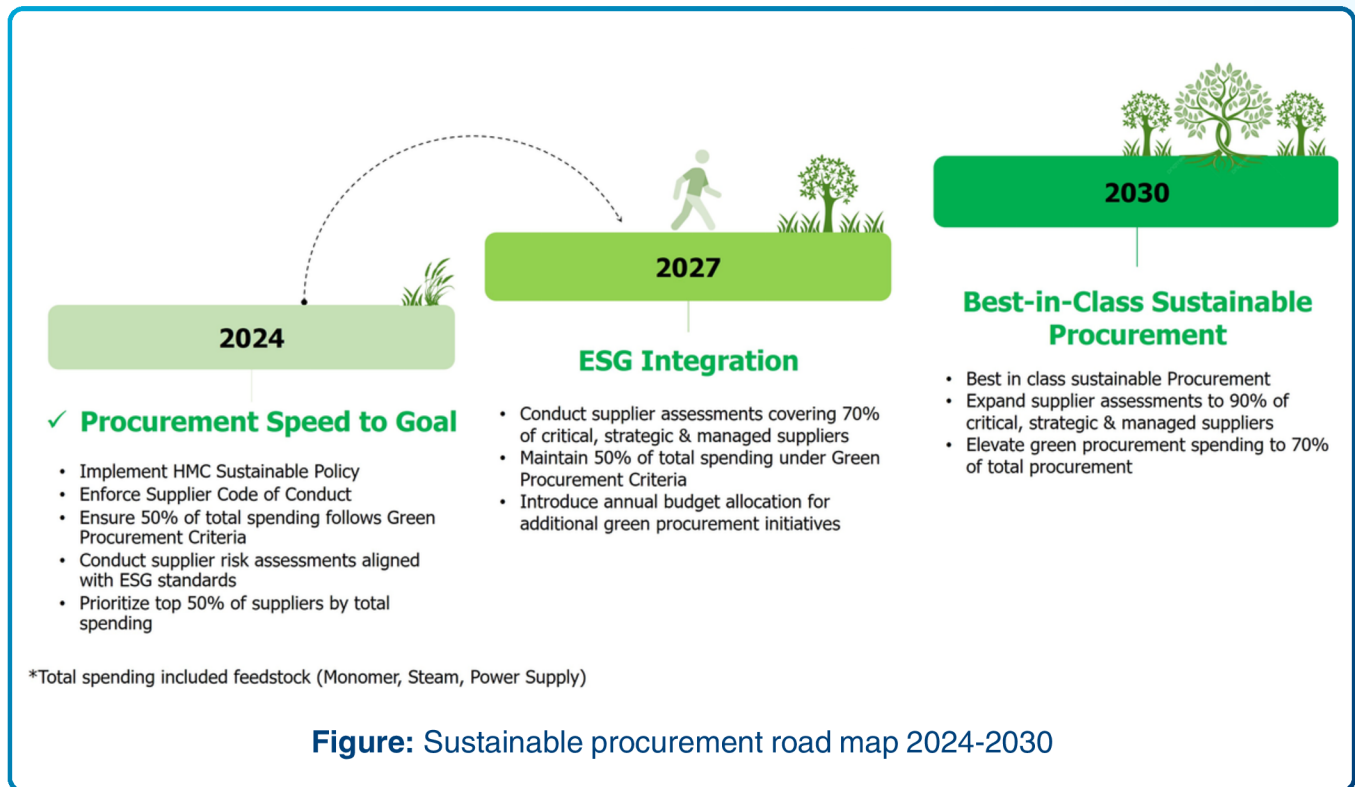 2024
✓ Procurement Speed to Goal
• Implement HMC Sustainable Policy
• Enforce Supplier Code of Conduct
• Ensure 50% of total spending follows Green
Procurement Criteria
• Conduct supplier risk assessments aligned
with ESG standards
• Prioritize top 50% of suppliers by total
spending
2027
ESG Integration
• Conduct supplier assessments covering 70%
of critical, strategic & managed suppliers
• Maintain 50% of total spending under Green
Procurement Criteria
• Introduce annual budget allocation for
additional green procurement initiatives
2030
Best-in-Class Sustainable
Procurement
• Best in class sustainable Procurement
• Expand supplier assessments to 90% of
critical, strategic & managed suppliers
• Elevate green procurement spending to 70%
of total procurement
*Total spending included feedstock (Monomer, Steam, Power Supply)
Figure: Sustainable procurement road map 2024-2030